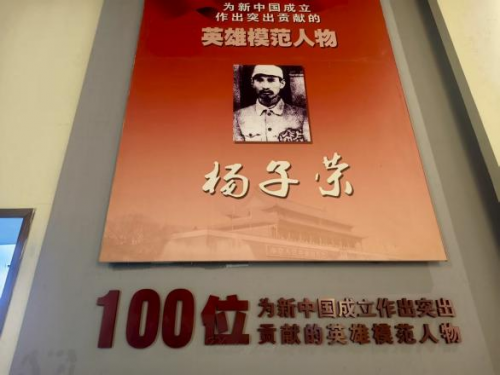 为新中国成立
作出突出贡献的
英雄模范人物
杨子荣
100位
为新中国成立作出突出
贡献的英雄模范人物